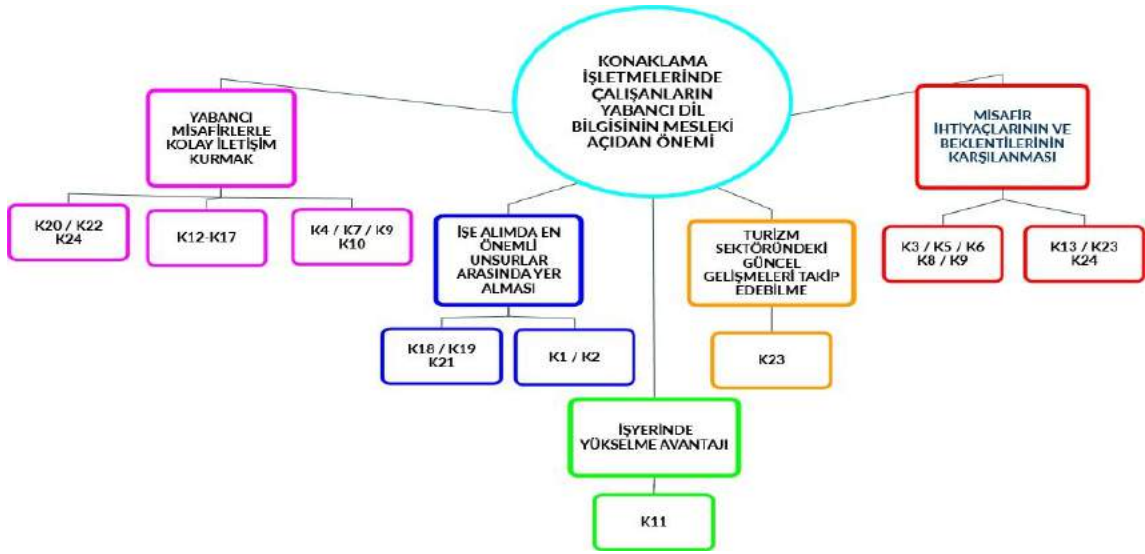 KONAKLAMA
İŞLETMELERİNDE
ÇALIŞANLARIN
YABANCI DİL
BİLGİSİNİN MESLEKİ
AÇIDAN ÖNEMİ
YABANCI
MİSAFİRLERLE
KOLAY İLETİŞİM
KURMAK
K20 / K22
K24
K12-K17
K4 / K7 / K9
K10
İŞE ALIMDA EN
ÖNEMLİ
UNSURLAR
ARASINDA YER
ALMASI
K18 / K19
K21
K1 / K2
İŞYERİNDE
YÜKSELME AVANTAJI
K11
TURİZM
SEKTÖRÜNDEKİ
GÜNCEL
GELİŞMELERİ TAKİP
EDEBİLME
K23
MİSAFİR
İHTİYAÇLARININ VE
BEKLENTİLERİNİN
KARŞILANMASI
K3 / K5 / K6
K8 / K9
K13 / K23
K24